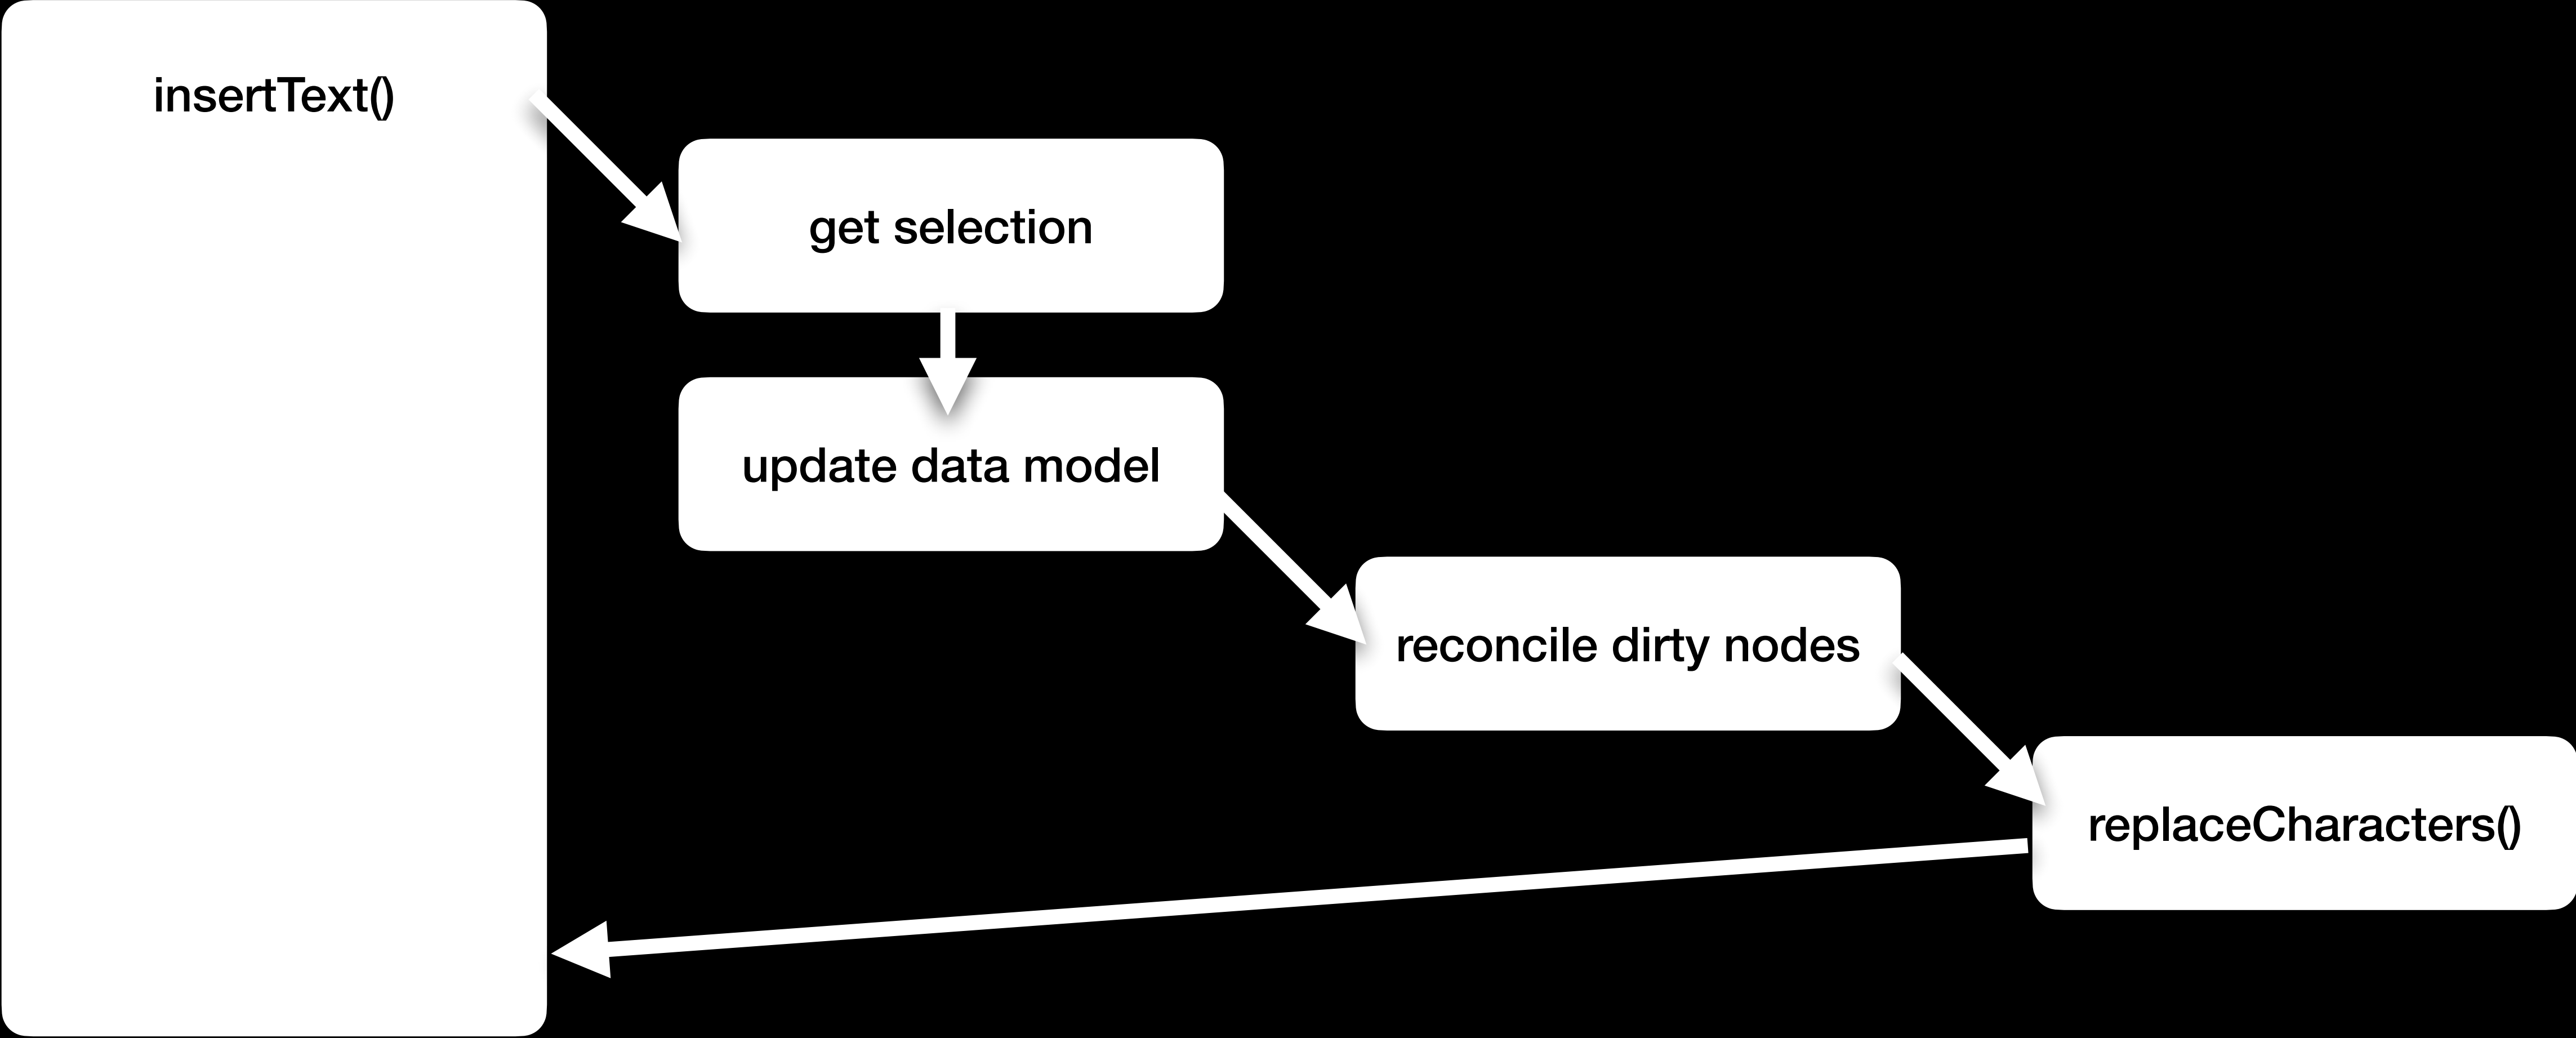 insertText()
get selection
update data model
reconcile dirty nodes
replaceCharacters()